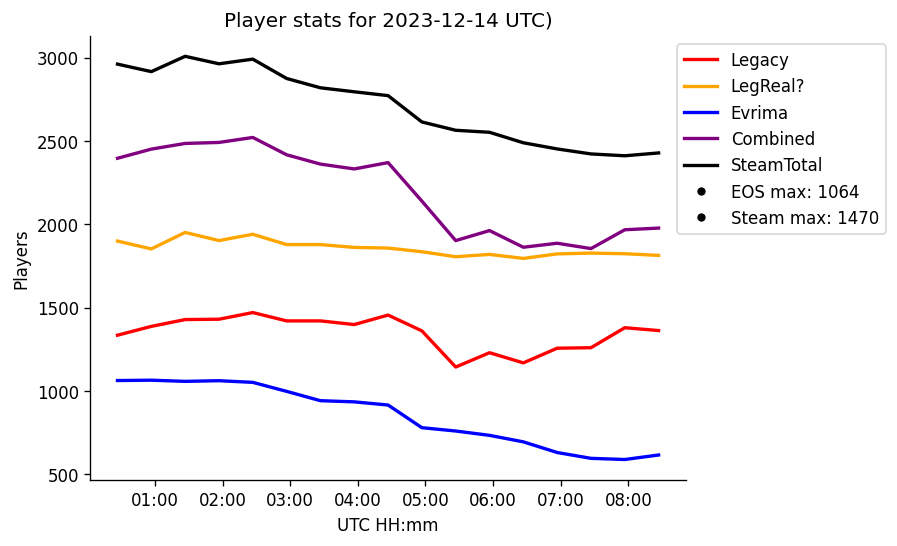 Player stats for 2023-12-14 UTC)
Legacy
LegReal?
Evrima
Combined
SteamTotal
EOS max: 1064
Steam max: 1470
Players
3000
2500
2000
1500
1000
500
01:00 02:00 03:00 04:00 05:00 06:00 07:00 08:00
UTC HH:mm